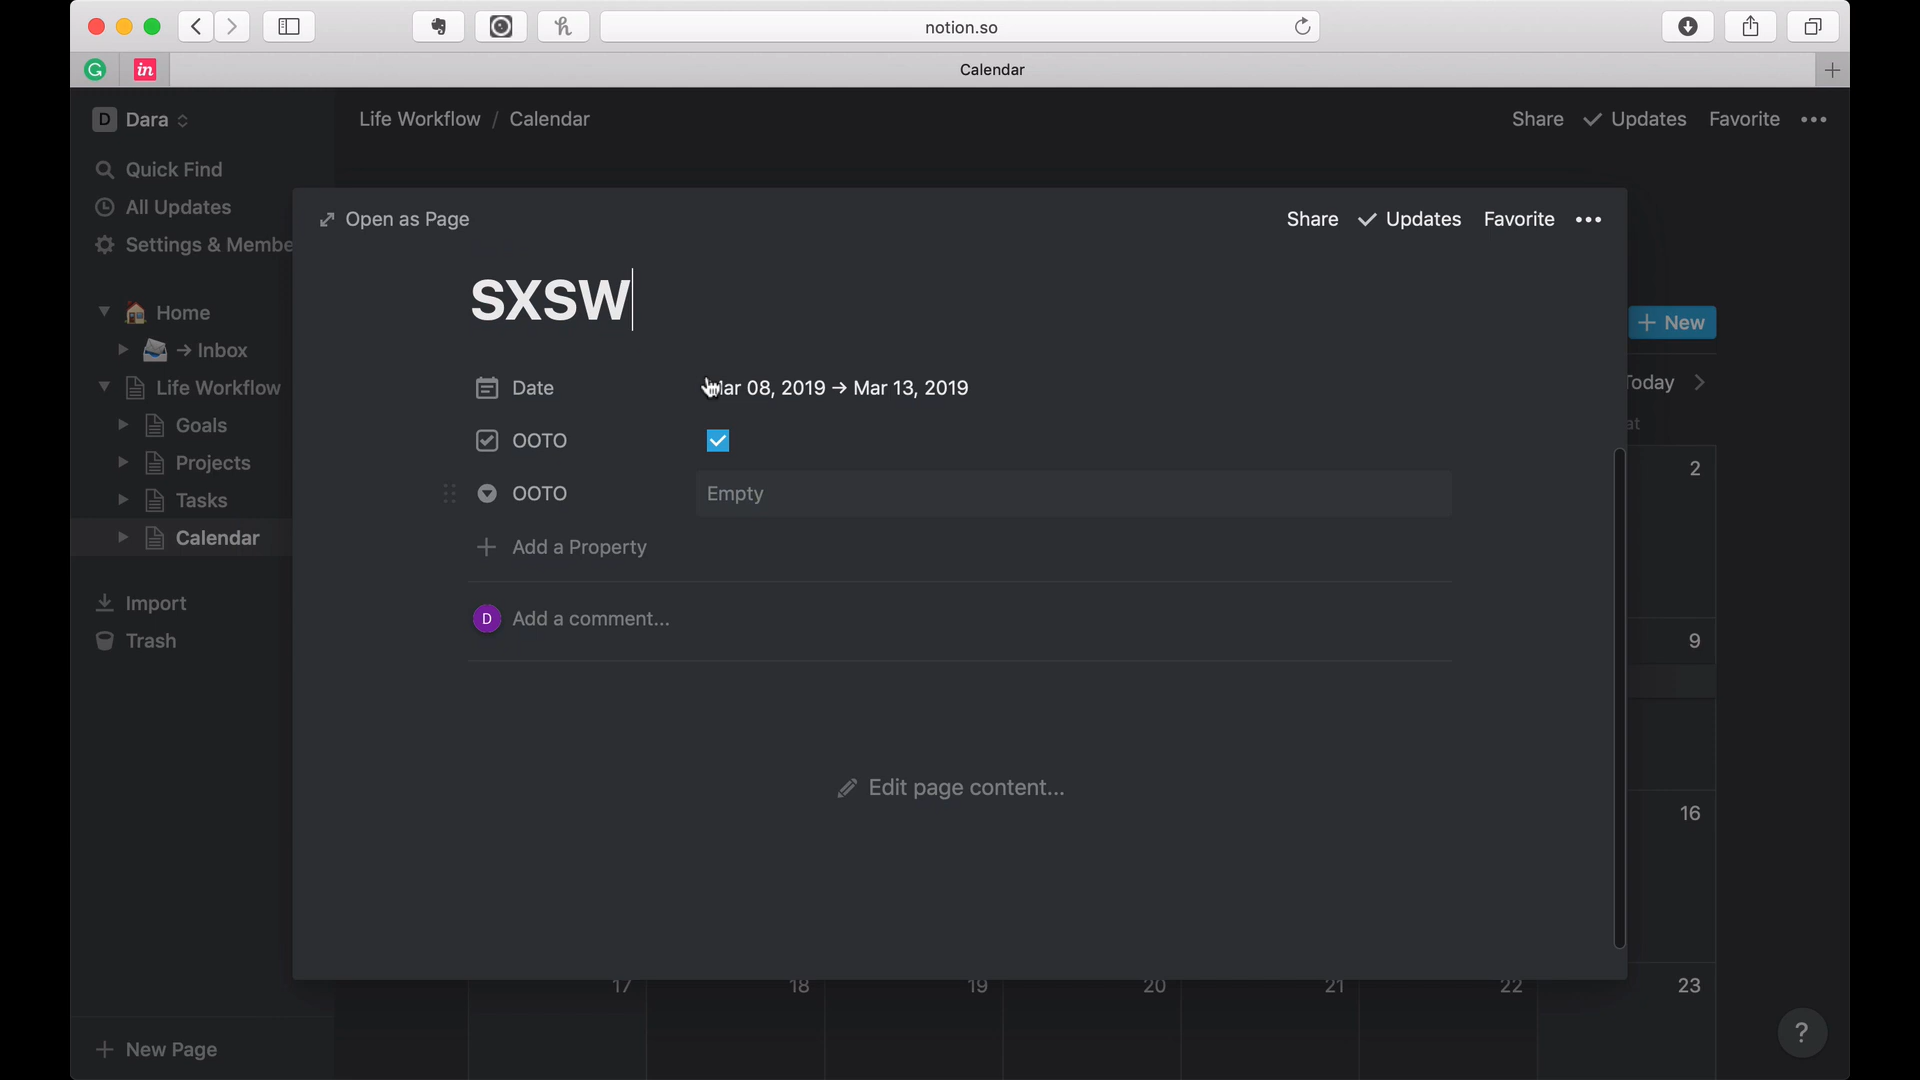 notion.so
G
in
Calendar
D Dara
Life Workflow / Calendar
Share Updates Favorite
Quick Find
All Updates
Settings & Membe
Open as Page
Share Updates Favorite
SXSW
Home
→ Inbox
Life Workflow
Goals
Projects
Tasks
Calendar
Import
Trash
New Page
+ New
Today
Date
Mar 08, 2019 → Mar 13, 2019
OOTO
OOTO
Empty
+ Add a Property
D Add a comment...
Edit page content...
2
9
16
17 18 19 20 21 22 23
?